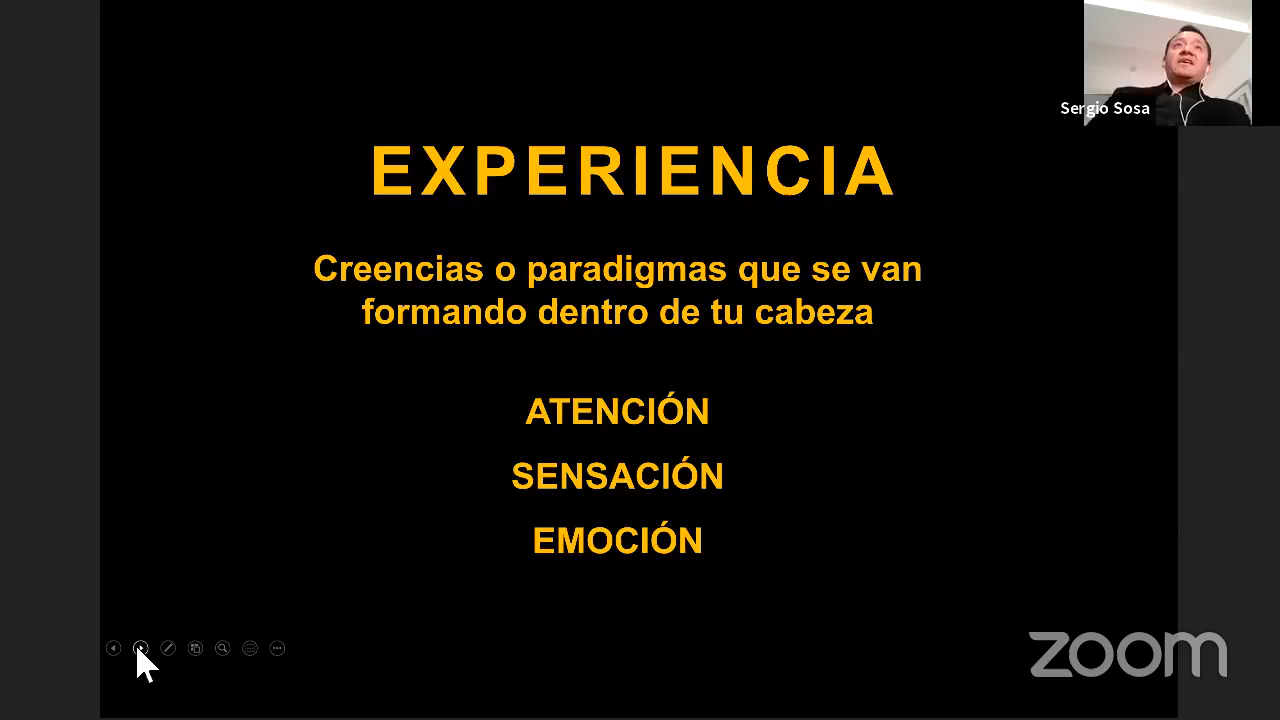 Sergio Sosa
EXPERIENCIA
Creencias o paradigmas que se van
formando dentro de tu cabeza
ATENCIÓN
SENSACIÓN
EMOCIÓN
zoom